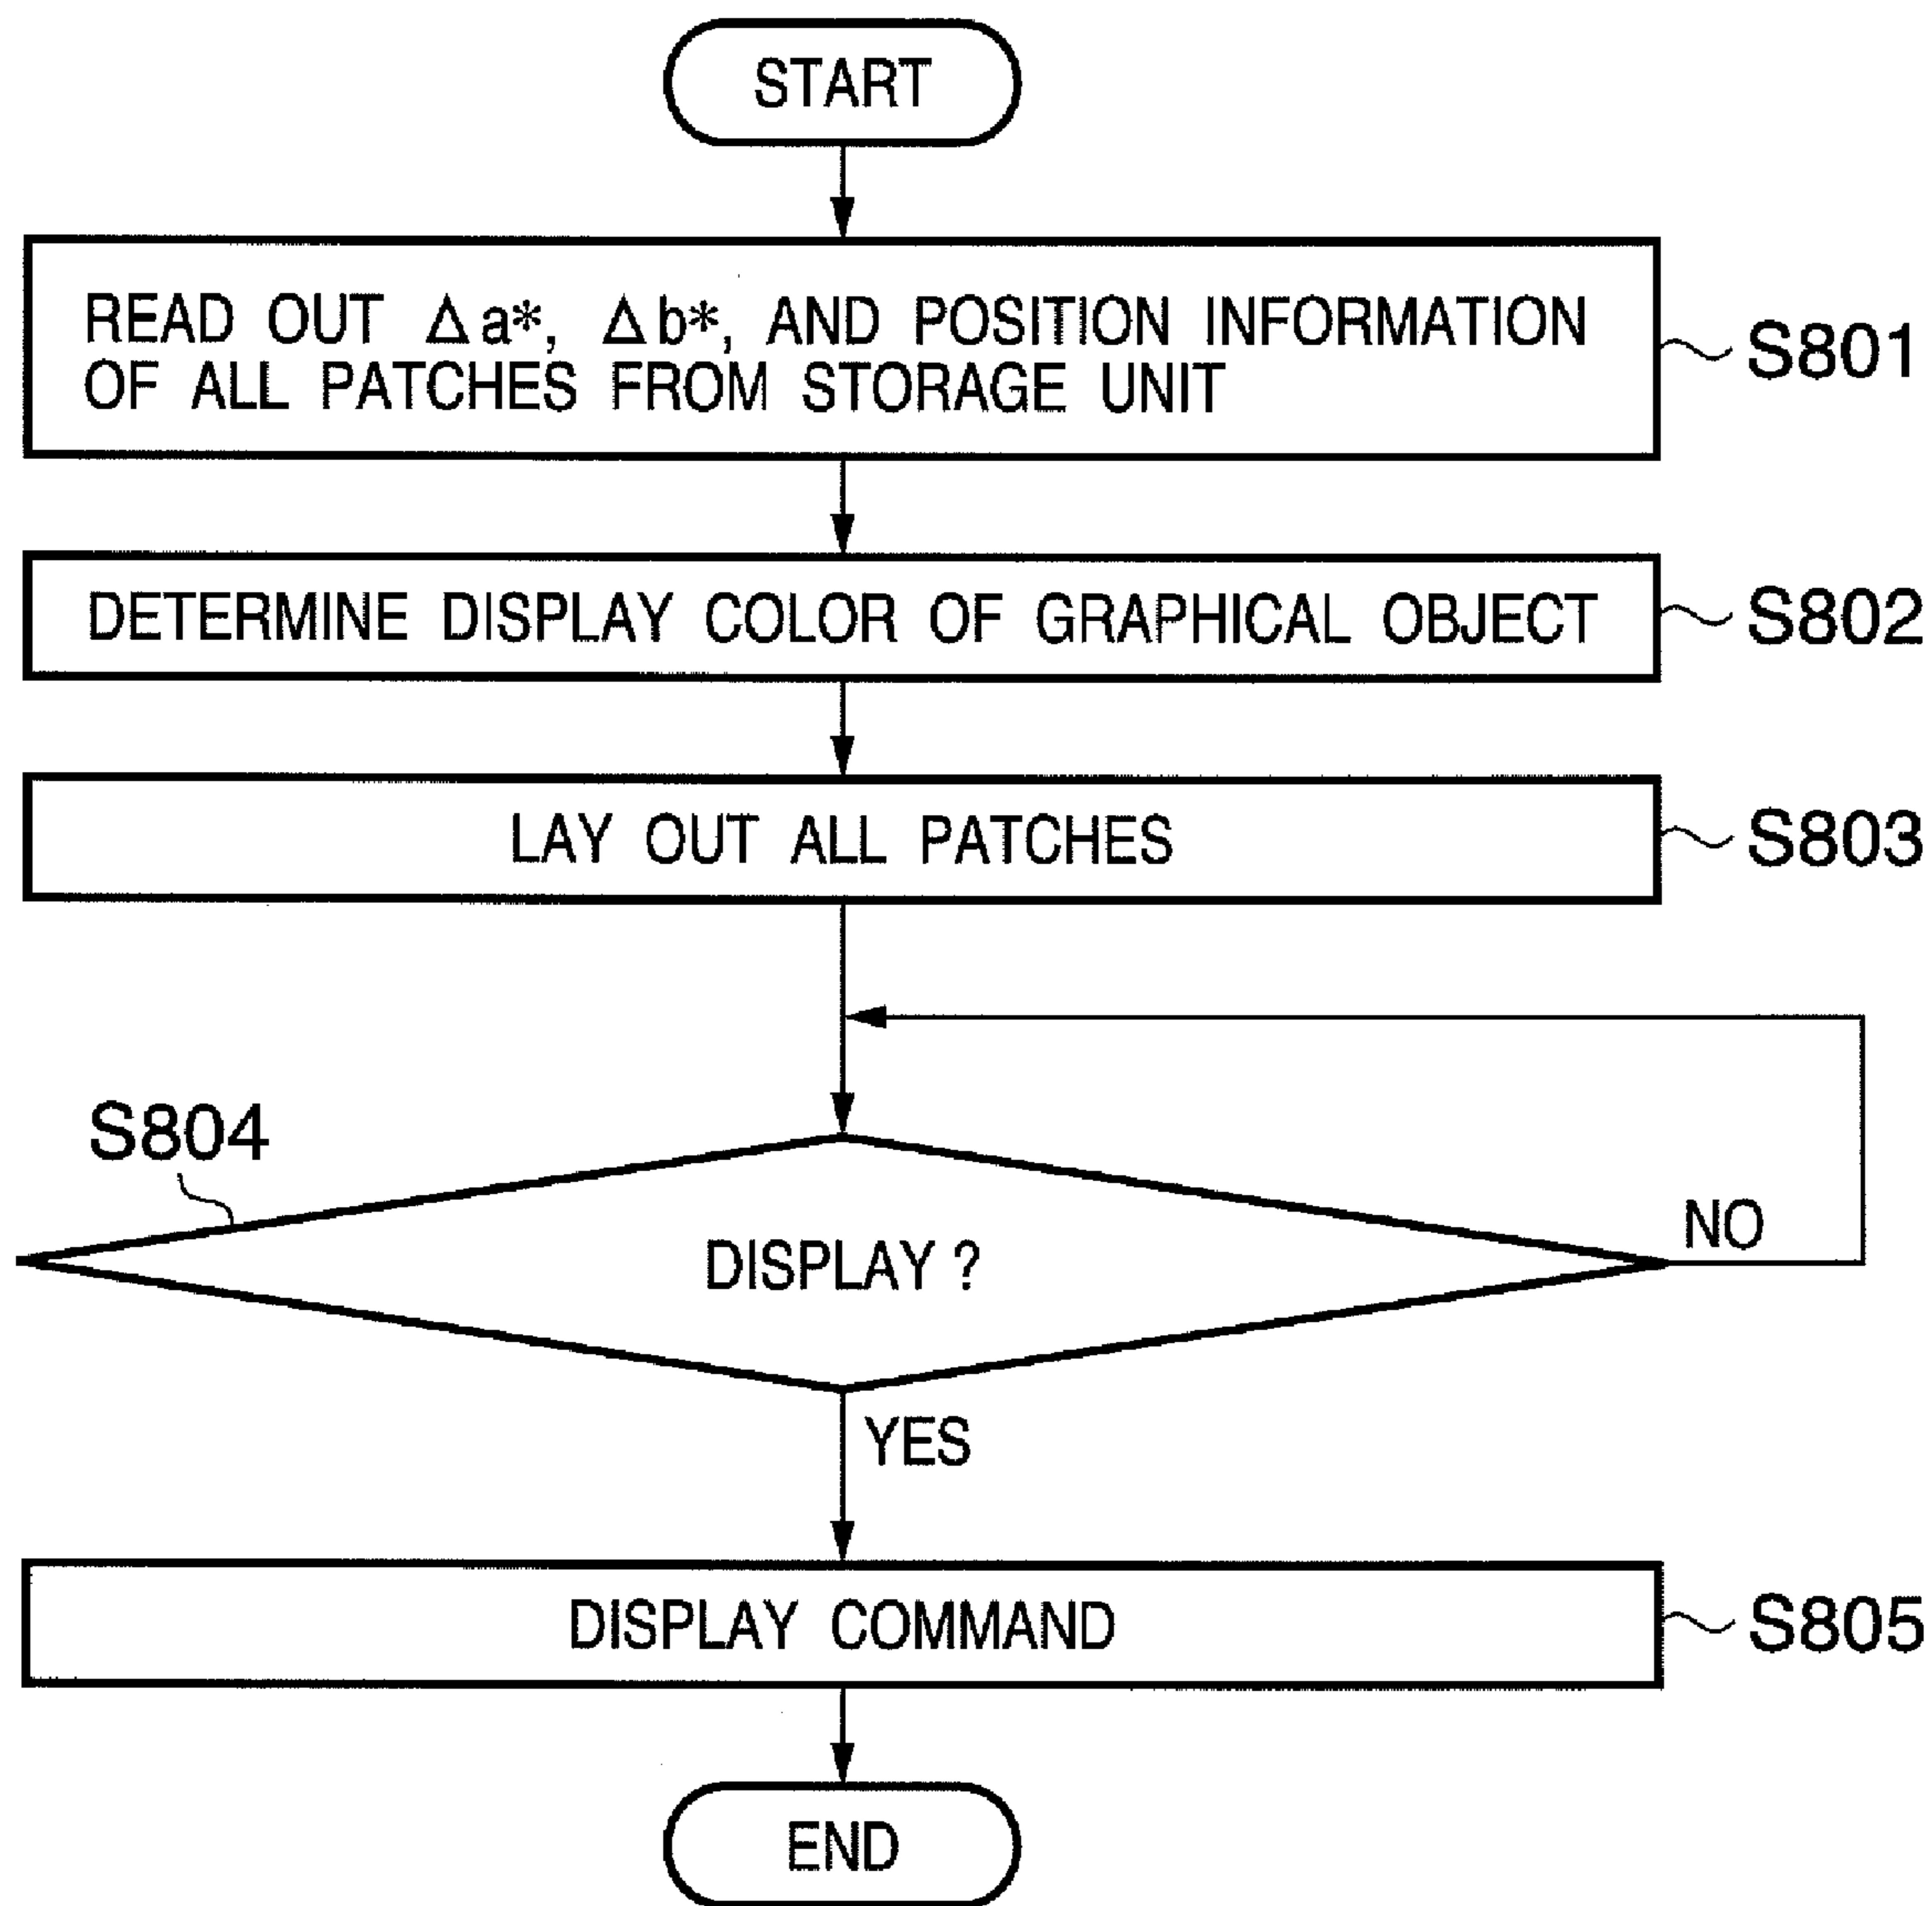 START
READ OUT Δa*, Δb*, AND POSITION INFORMATION
OF ALL PATCHES FROM STORAGE UNIT
S801
DETERMINE DISPLAY COLOR OF GRAPHICAL OBJECT
S802
LAY OUT ALL PATCHES
S803
S804
DISPLAY ?
NO
YES
DISPLAY COMMAND
S805
END